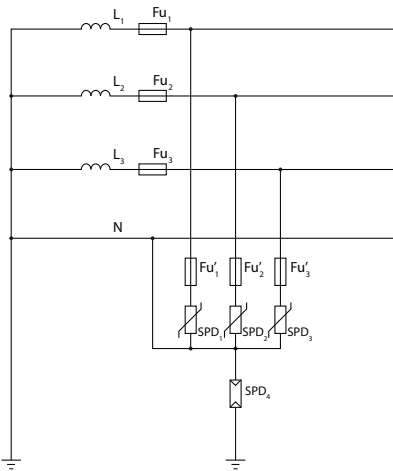 L₁ Fu₁
L₂ Fu₂
L₃ Fu₃
N
Fu'₁ Fu'₂ Fu'₃
SPD₁ SPD₂ SPD₃
SPD₄